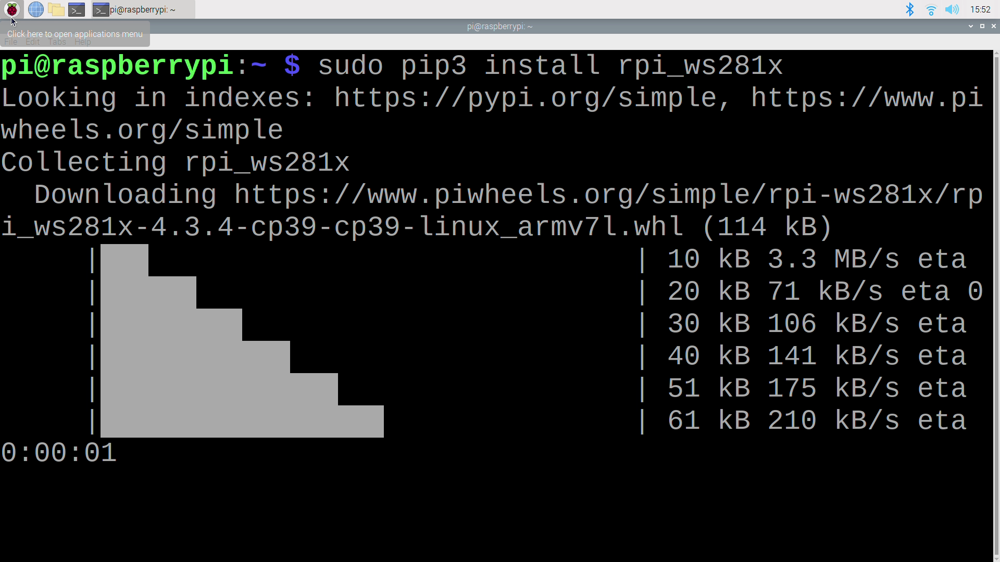 pi@raspberrypi: ~
15:52
pi@raspberrypi: ~
Click here to open applications menu
File Edit Tabs Help
pi@raspberrypi:~ $ sudo pip3 install rpi_ws281x
Looking in indexes: https://pypi.org/simple, https://www.pi
wheels.org/simple
Collecting rpi_ws281x
  Downloading https://www.piwheels.org/simple/rpi-ws281x/rp
i_ws281x-4.3.4-cp39-cp39-linux_armv7l.whl (114 kB)
| | 10 kB 3.3 MB/s eta
| | 20 kB 71 kB/s eta 0
| | 30 kB 106 kB/s eta
| | 40 kB 141 kB/s eta
| | 51 kB 175 kB/s eta
| | 61 kB 210 kB/s eta
0:00:01